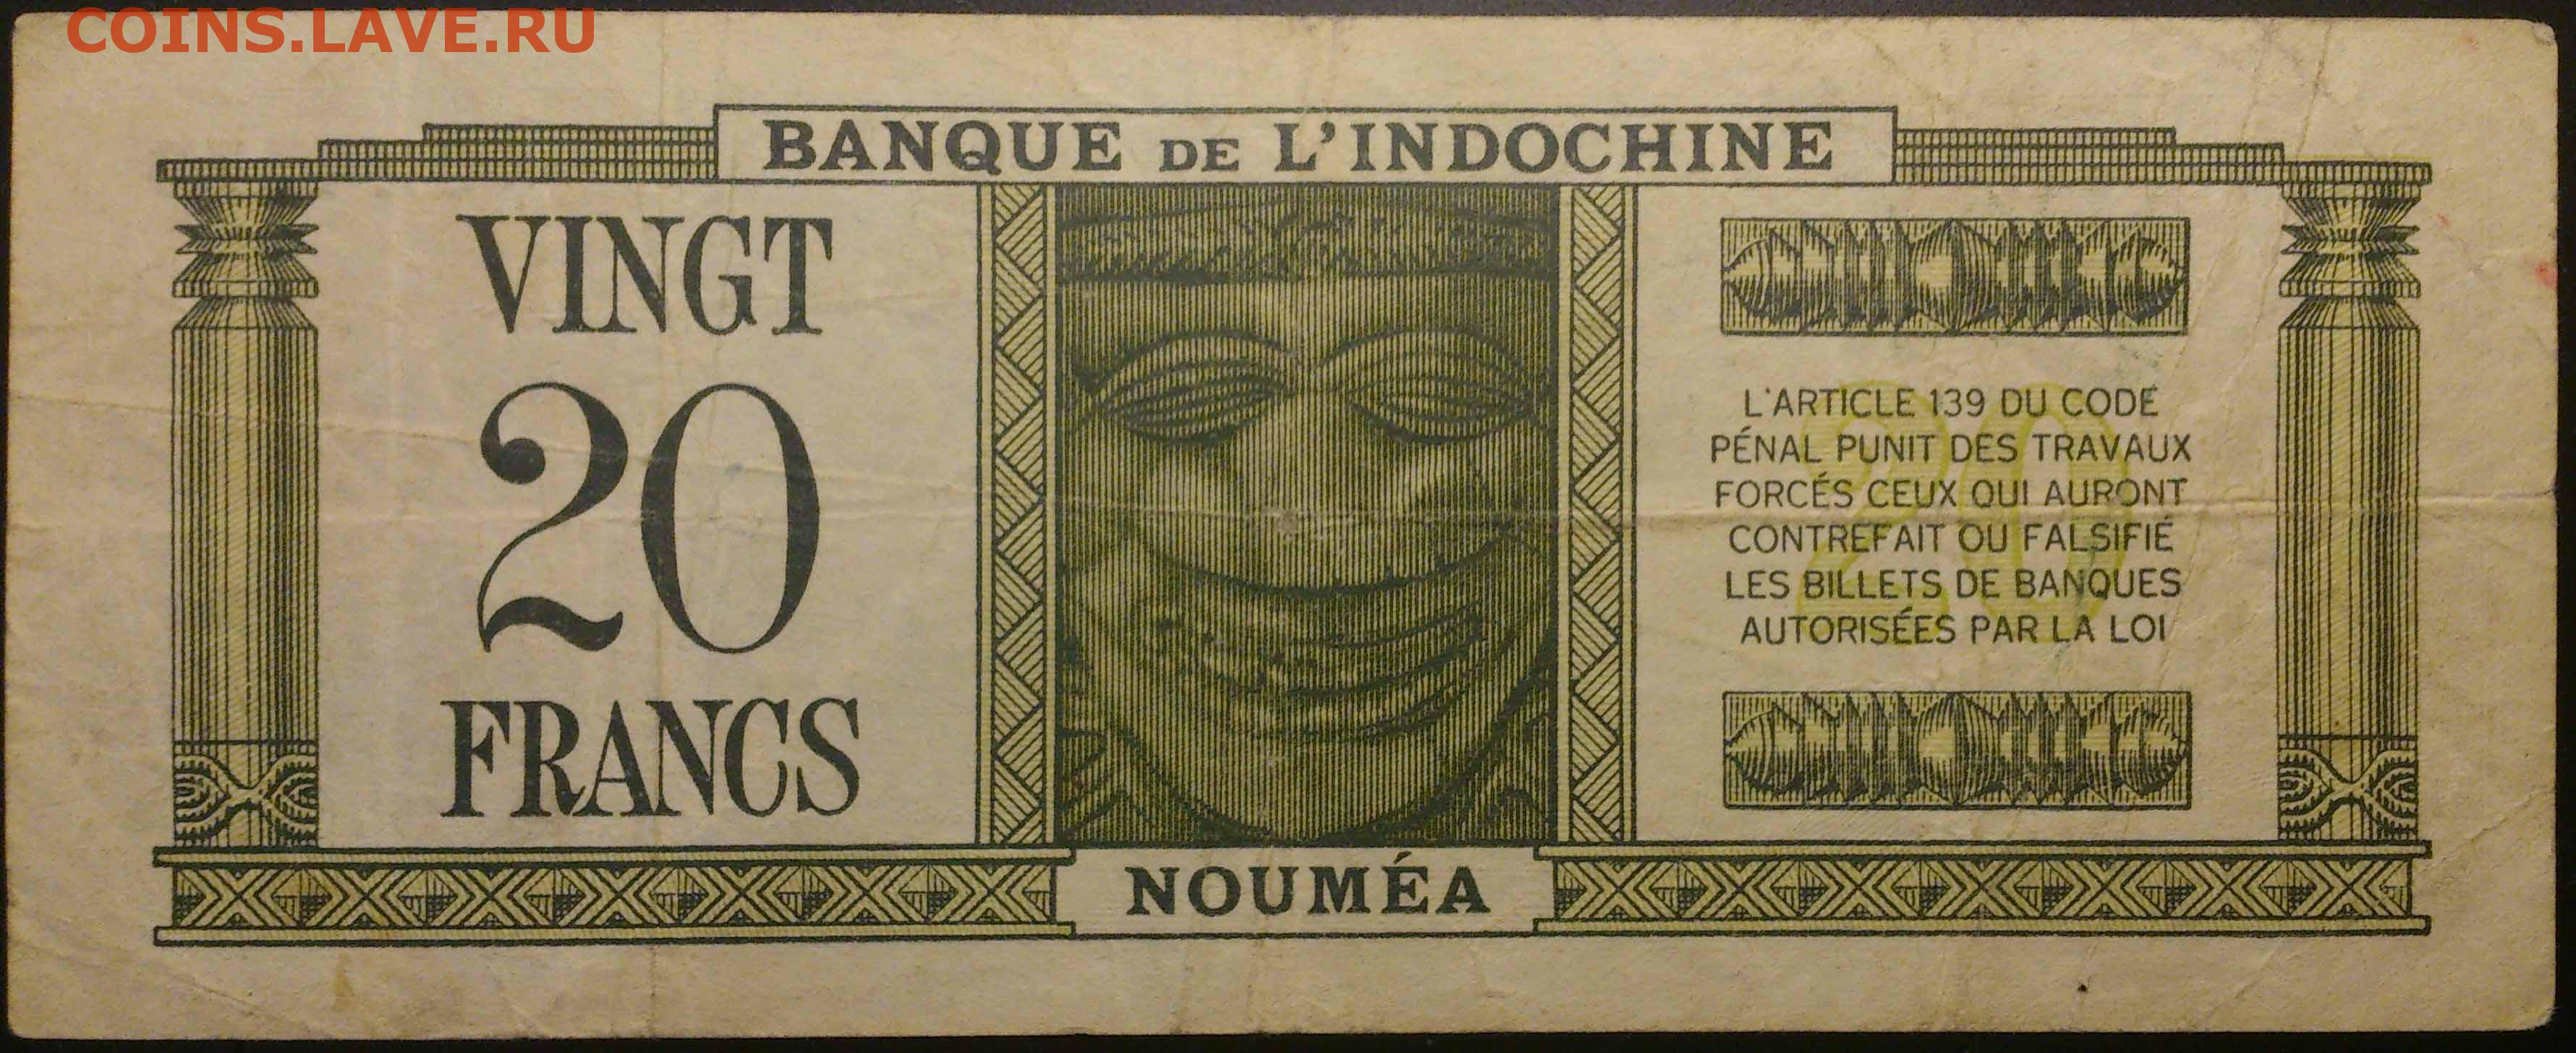 COINS.LAVE.RU
BANQUE DE L'INDOCHINE
VINGT
20
FRANCS
L'ARTICLE 139 DU CODE
PÉNAL PUNIT DES TRAVAUX
FORCÉS CEUX QUI AURONT
CONTREFAIT OU FALSIFIÉ
LES BILLETS DE BANQUES
AUTORISÉES PAR LA LOI
20
NOUMÉA